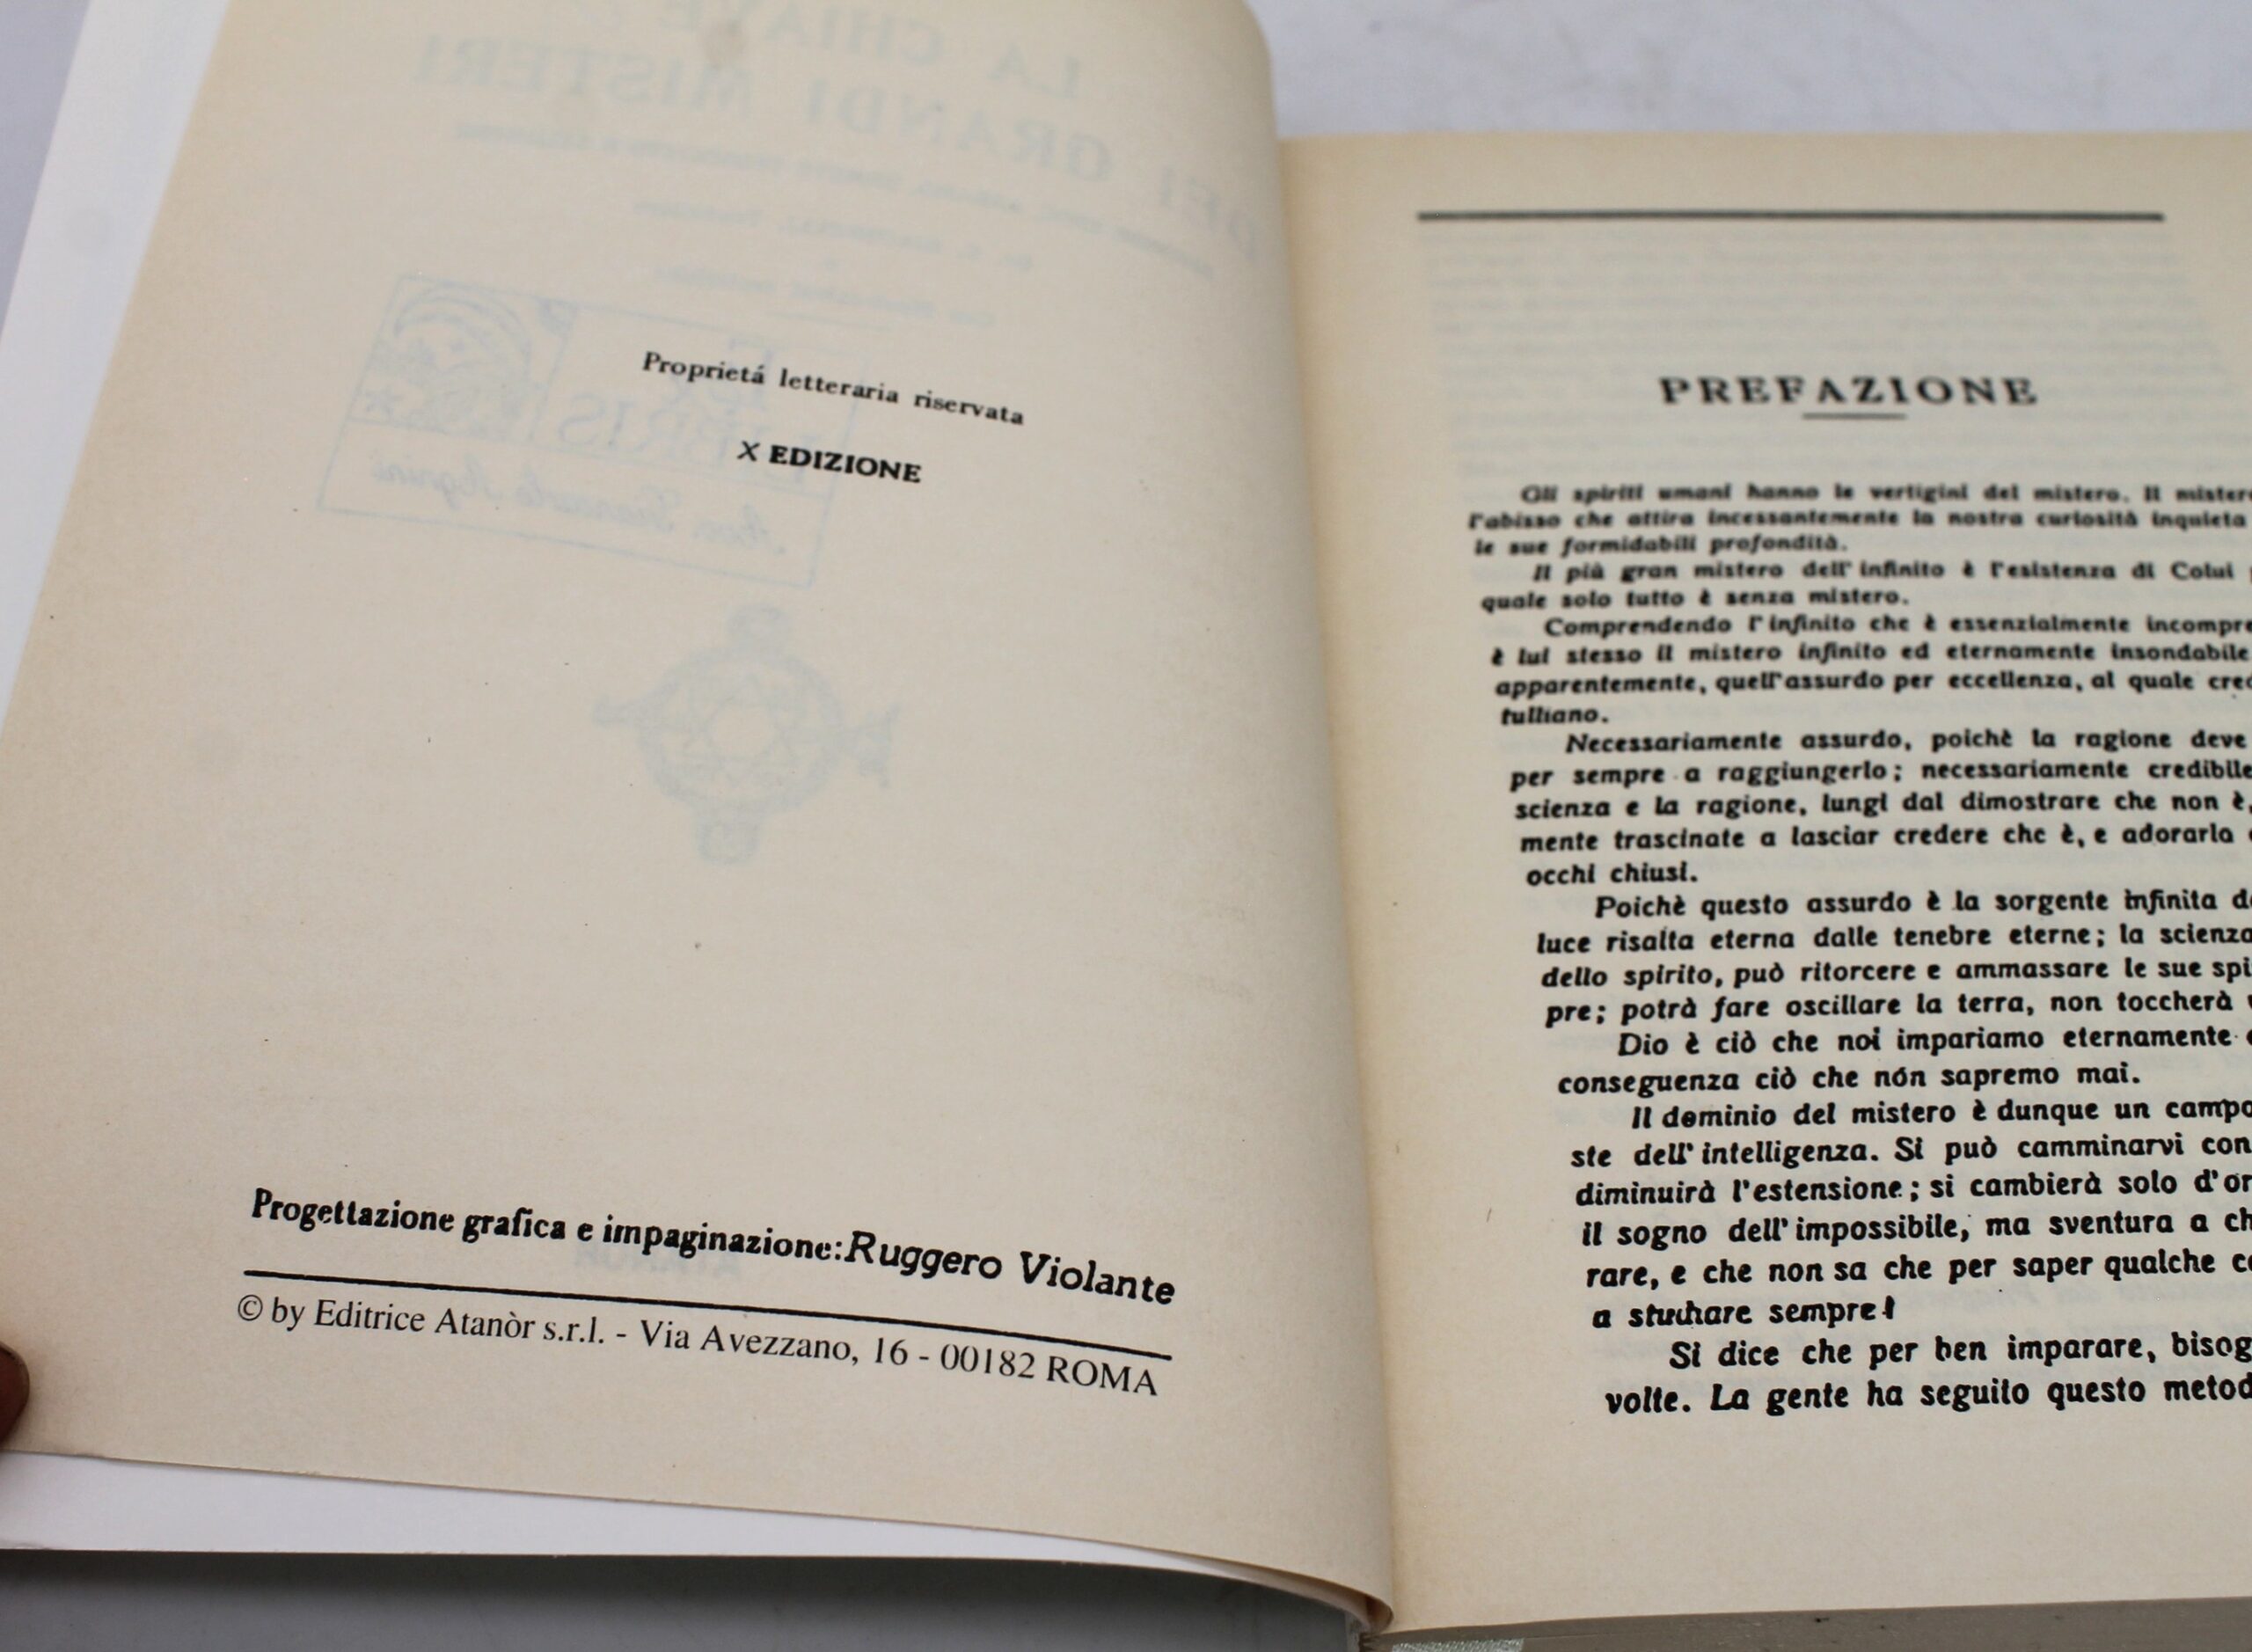 LA CHIAVE
DEI GRANDI MISTERI
EX
LIBRIS
Proprietá letteraria riservata
X EDIZIONE
Progettazione grafica e impaginazione:Ruggero Violante
© by Editrice Atanòr s.r.l. - Via Avezzano, 16 - 00182 ROMA
PREFAZIONE
Gli spiriti umani hanno le vertigini del mistero. Il mister
l'abisso che attira incessantemente la nostra curiosità inquieta
le sue formidabili profondità.
Il più gran mistero dell'infinito è l'esistenza di Colui
quale solo tutto è senza mistero.
Comprendendo l'infinito che è essenzialmente incompre
è lui stesso il mistero infinito ed eternamente insondabile
apparentemente, quell'assurdo per eccellenza, al quale cred
tulliano.
Necessariamente assurdo, poichè la ragione deve
per sempre a raggiungerlo; necessariamente credibile
scienza e la ragione, lungi dal dimostrare che non è,
mente trascinate a lasciar credere che è, e adorarlo
occhi chiusi.
Poichè questo assurdo è la sorgente infinita d
luce risalta eterna dalle tenebre eterne; la scienza
dello spirito, può ritorcere e ammassare le sue spi
pre; potrà fare oscillare la terra, non toccherà
Dio è ciò che noi impariamo eternamente
conseguenza ciò che nón sapremo mai.
Il dominio del mistero è dunque un campo
ste dell'intelligenza. Si può camminarvi con
diminuirà l'estensione; si cambierà solo d'or
il sogno dell'impossibile, ma sventura a ch
rare, e che non sa che per saper qualche c
a studiare sempre!
Si dice che per ben imparare, bisog
volte. La gente ha seguito questo metod